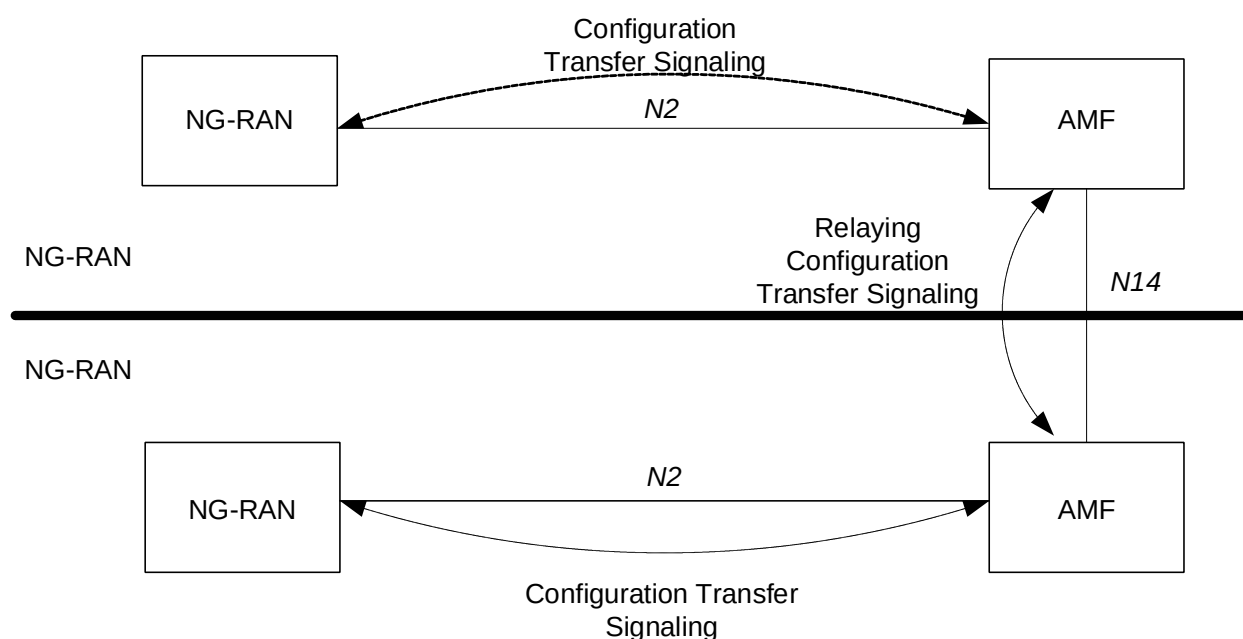 Configuration
Transfer Signaling
NG-RAN
N2
AMF
Relaying
Configuration
Transfer Signaling
NG-RAN
N14
NG-RAN
NG-RAN
N2
AMF
Configuration Transfer
Signaling